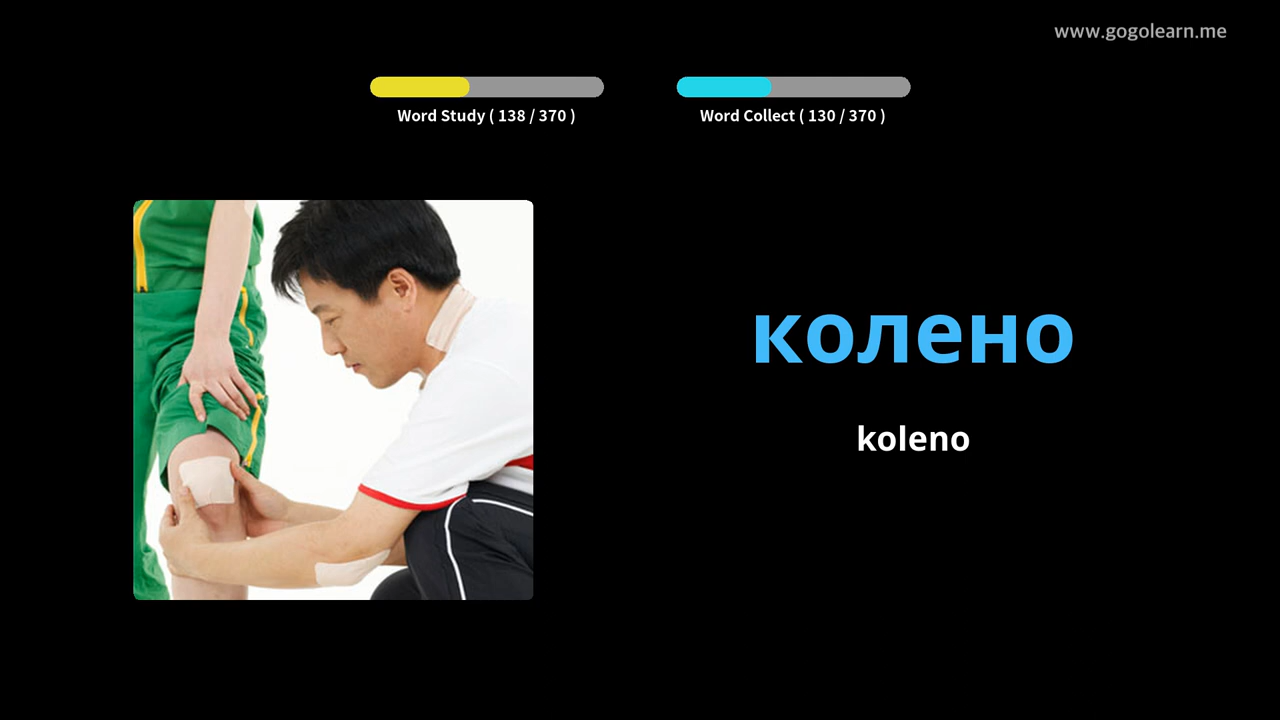 www.gogolearn.me
Word Study ( 138 / 370 )
Word Collect ( 130 / 370 )
колено
koleno